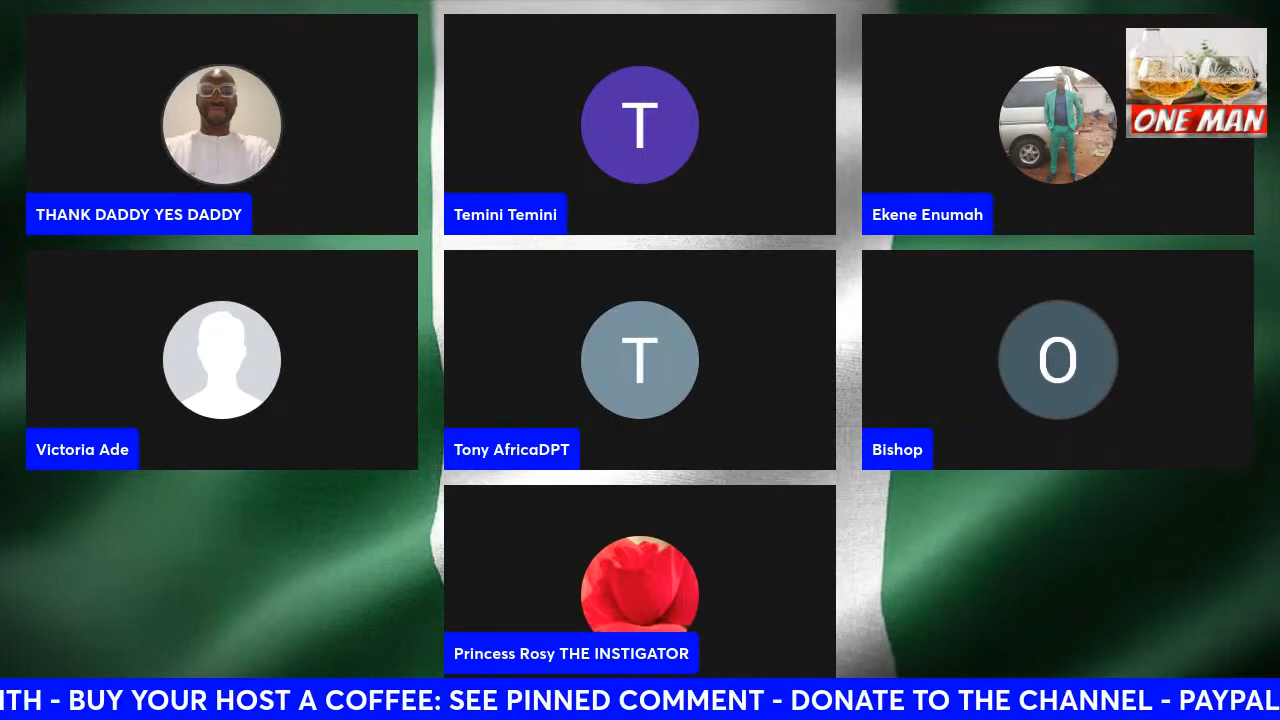 ONE MAN
T
THANK DADDY YES DADDY
Temini Temini
Ekene Enumah
T
O
Victoria Ade
Tony AfricaDPT
Bishop
Princess Rosy THE INSTIGATOR
ITH - BUY YOUR HOST A COFFEE: SEE PINNED COMMENT - DONATE TO THE CHANNEL - PAYPAL